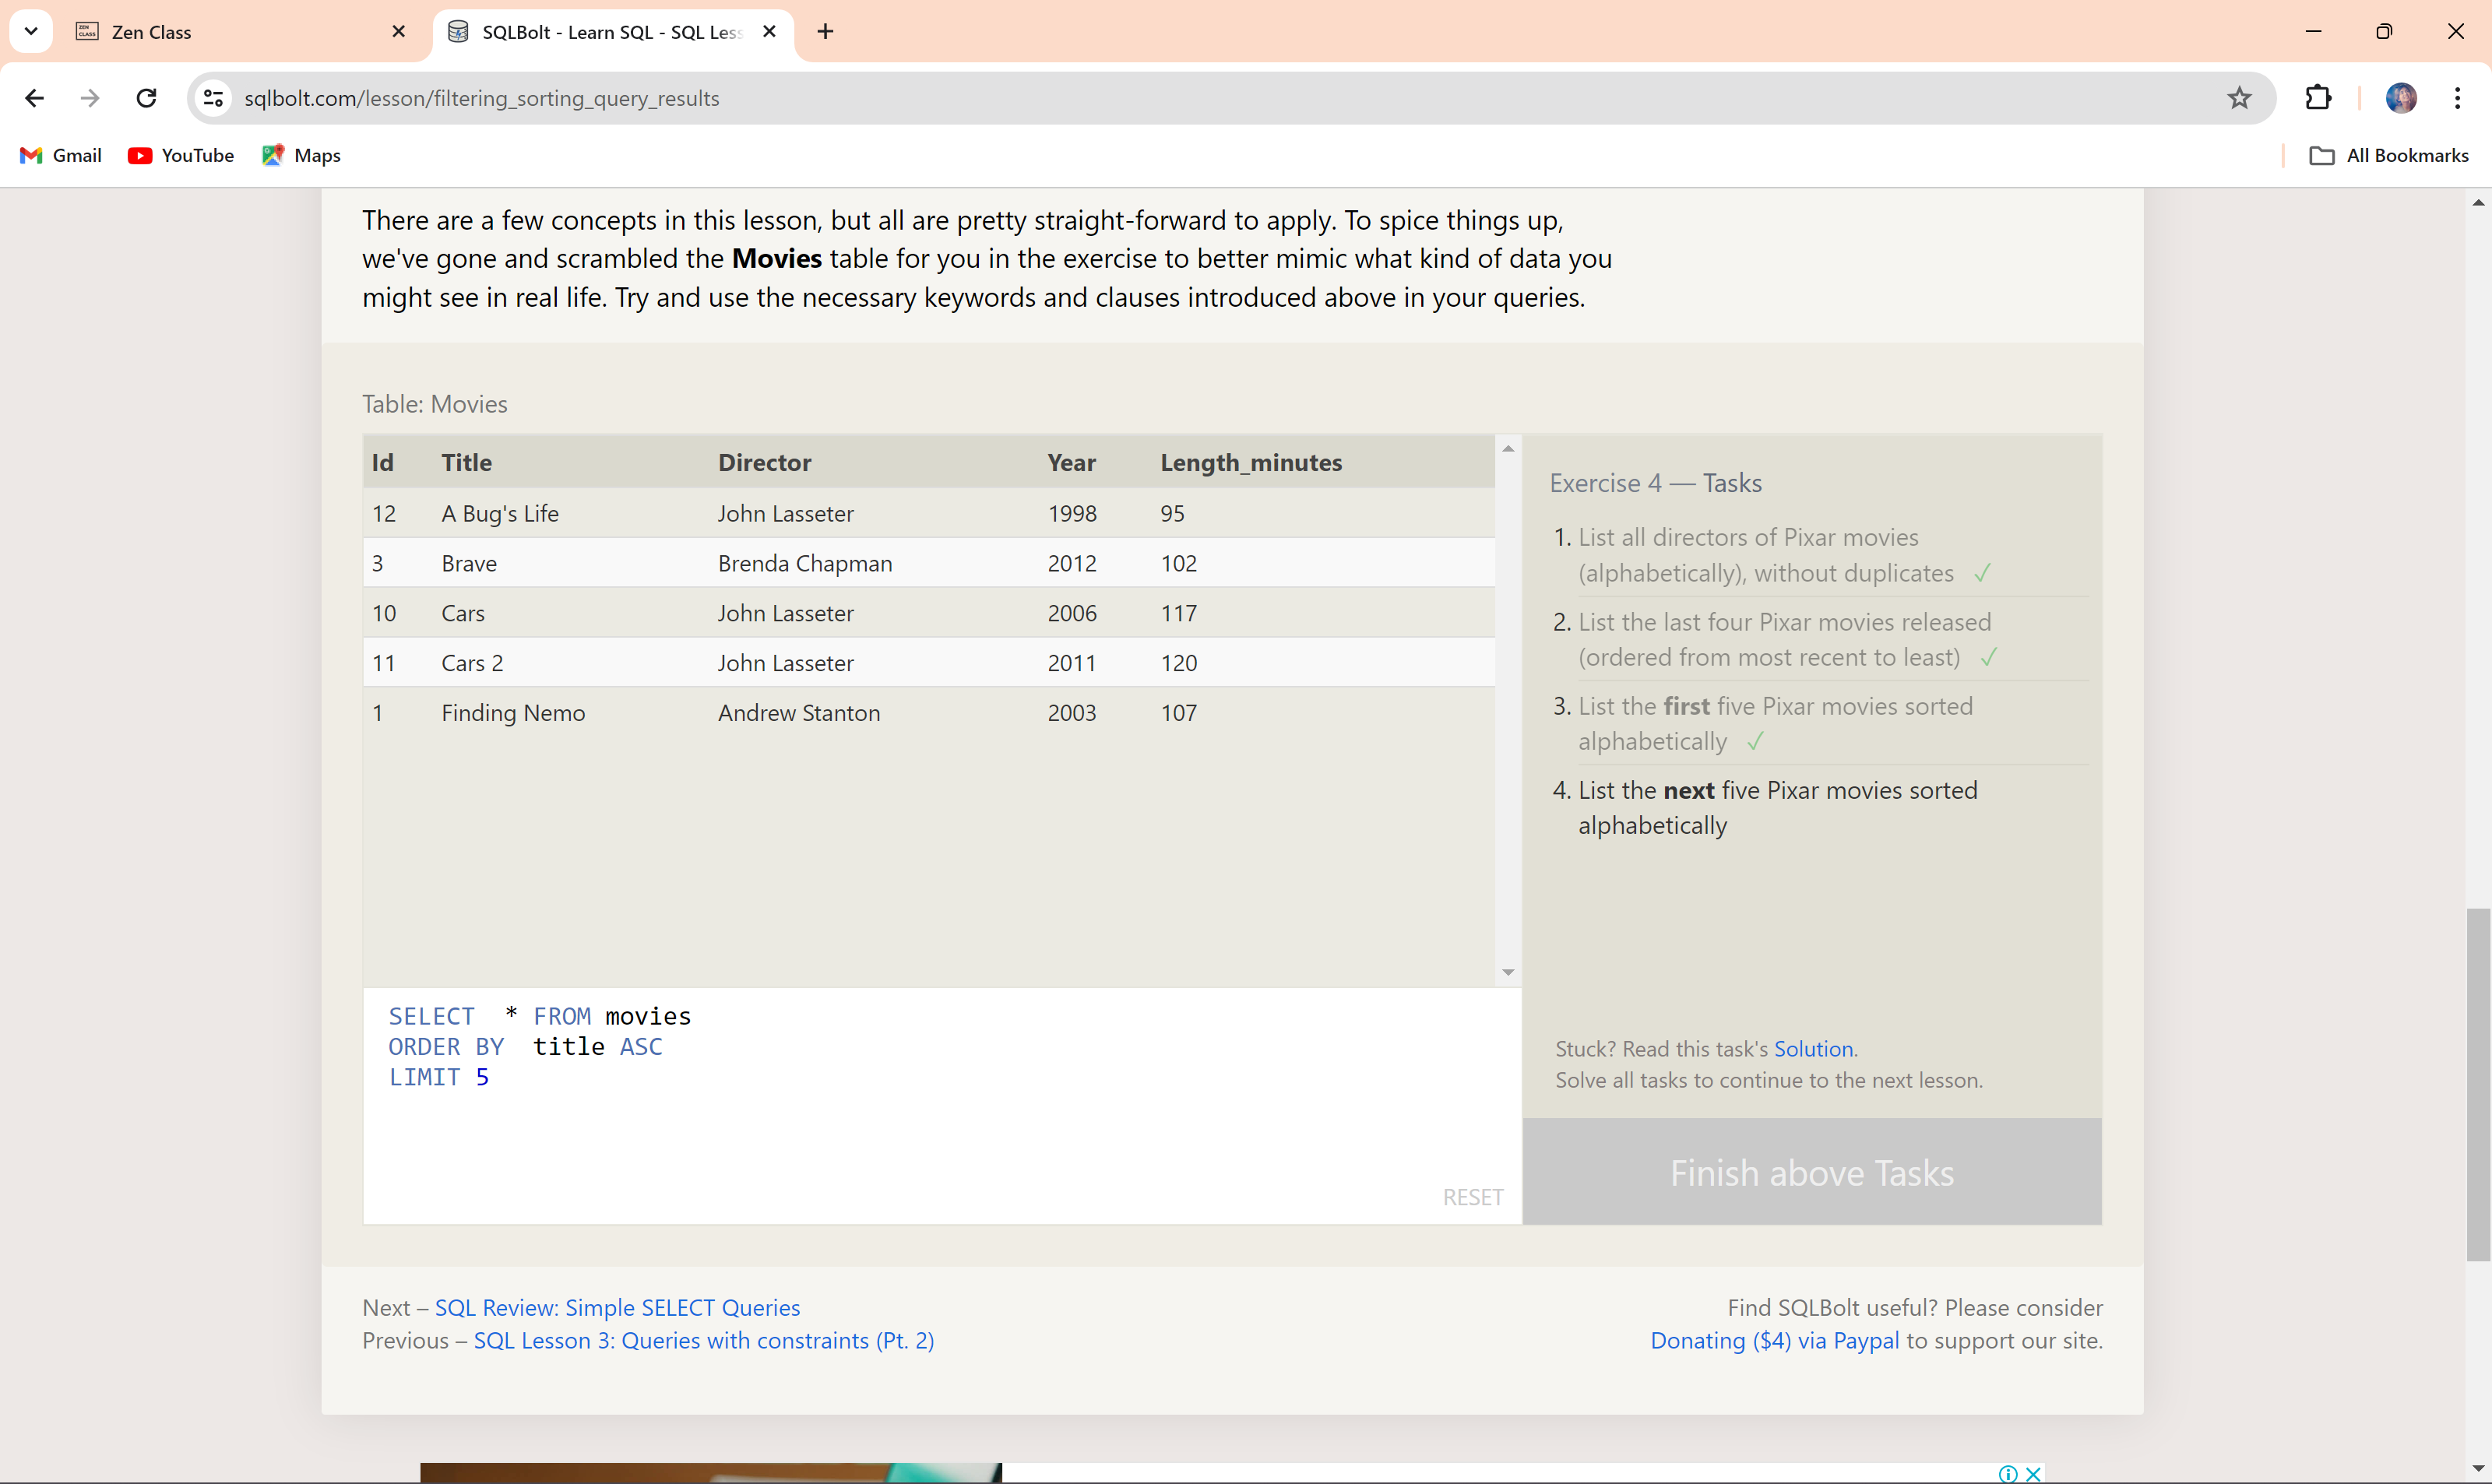 Zen Class
SQLBolt - Learn SQL - SQL Less
sqlbolt.com/lesson/filtering_sorting_query_results
Gmail YouTube Maps All Bookmarks
There are a few concepts in this lesson, but all are pretty straight-forward to apply. To spice things up,
we've gone and scrambled the Movies table for you in the exercise to better mimic what kind of data you
might see in real life. Try and use the necessary keywords and clauses introduced above in your queries.
Table: Movies
Id Title Director Year Length_minutes
12 A Bug's Life John Lasseter 1998 95
3 Brave Brenda Chapman 2012 102
10 Cars John Lasseter 2006 117
11 Cars 2 John Lasseter 2011 120
1 Finding Nemo Andrew Stanton 2003 107
SELECT * FROM movies
ORDER BY title ASC
LIMIT 5
RESET
Exercise 4 — Tasks
1. List all directors of Pixar movies
(alphabetically), without duplicates ✓
2. List the last four Pixar movies released
(ordered from most recent to least) ✓
3. List the first five Pixar movies sorted
alphabetically ✓
4. List the next five Pixar movies sorted
alphabetically
Stuck? Read this task's Solution.
Solve all tasks to continue to the next lesson.
Finish above Tasks
Next – SQL Review: Simple SELECT Queries
Previous – SQL Lesson 3: Queries with constraints (Pt. 2)
Find SQLBolt useful? Please consider
Donating ($4) via Paypal to support our site.